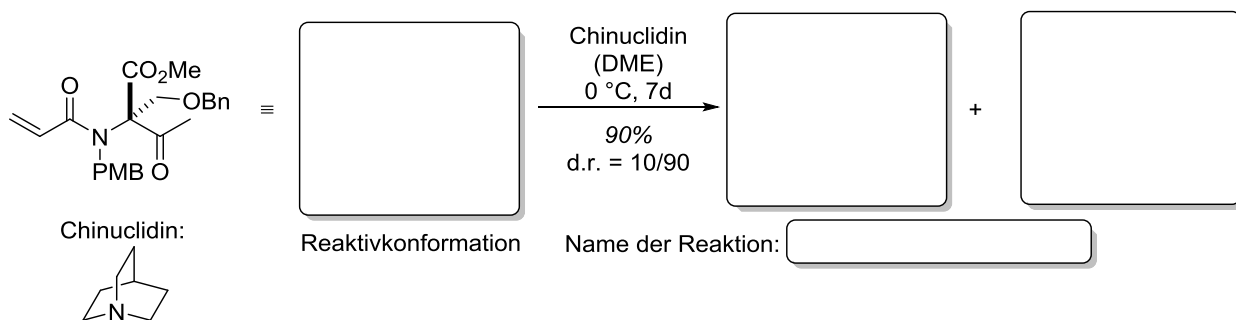 O
CO₂Me
OBn
N
PMB
O
≡
Chinuclidin:
N
Reaktivkonformation
Chinuclidin
(DME)
0 °C, 7d
90%
d.r. = 10/90
+
Name der Reaktion: